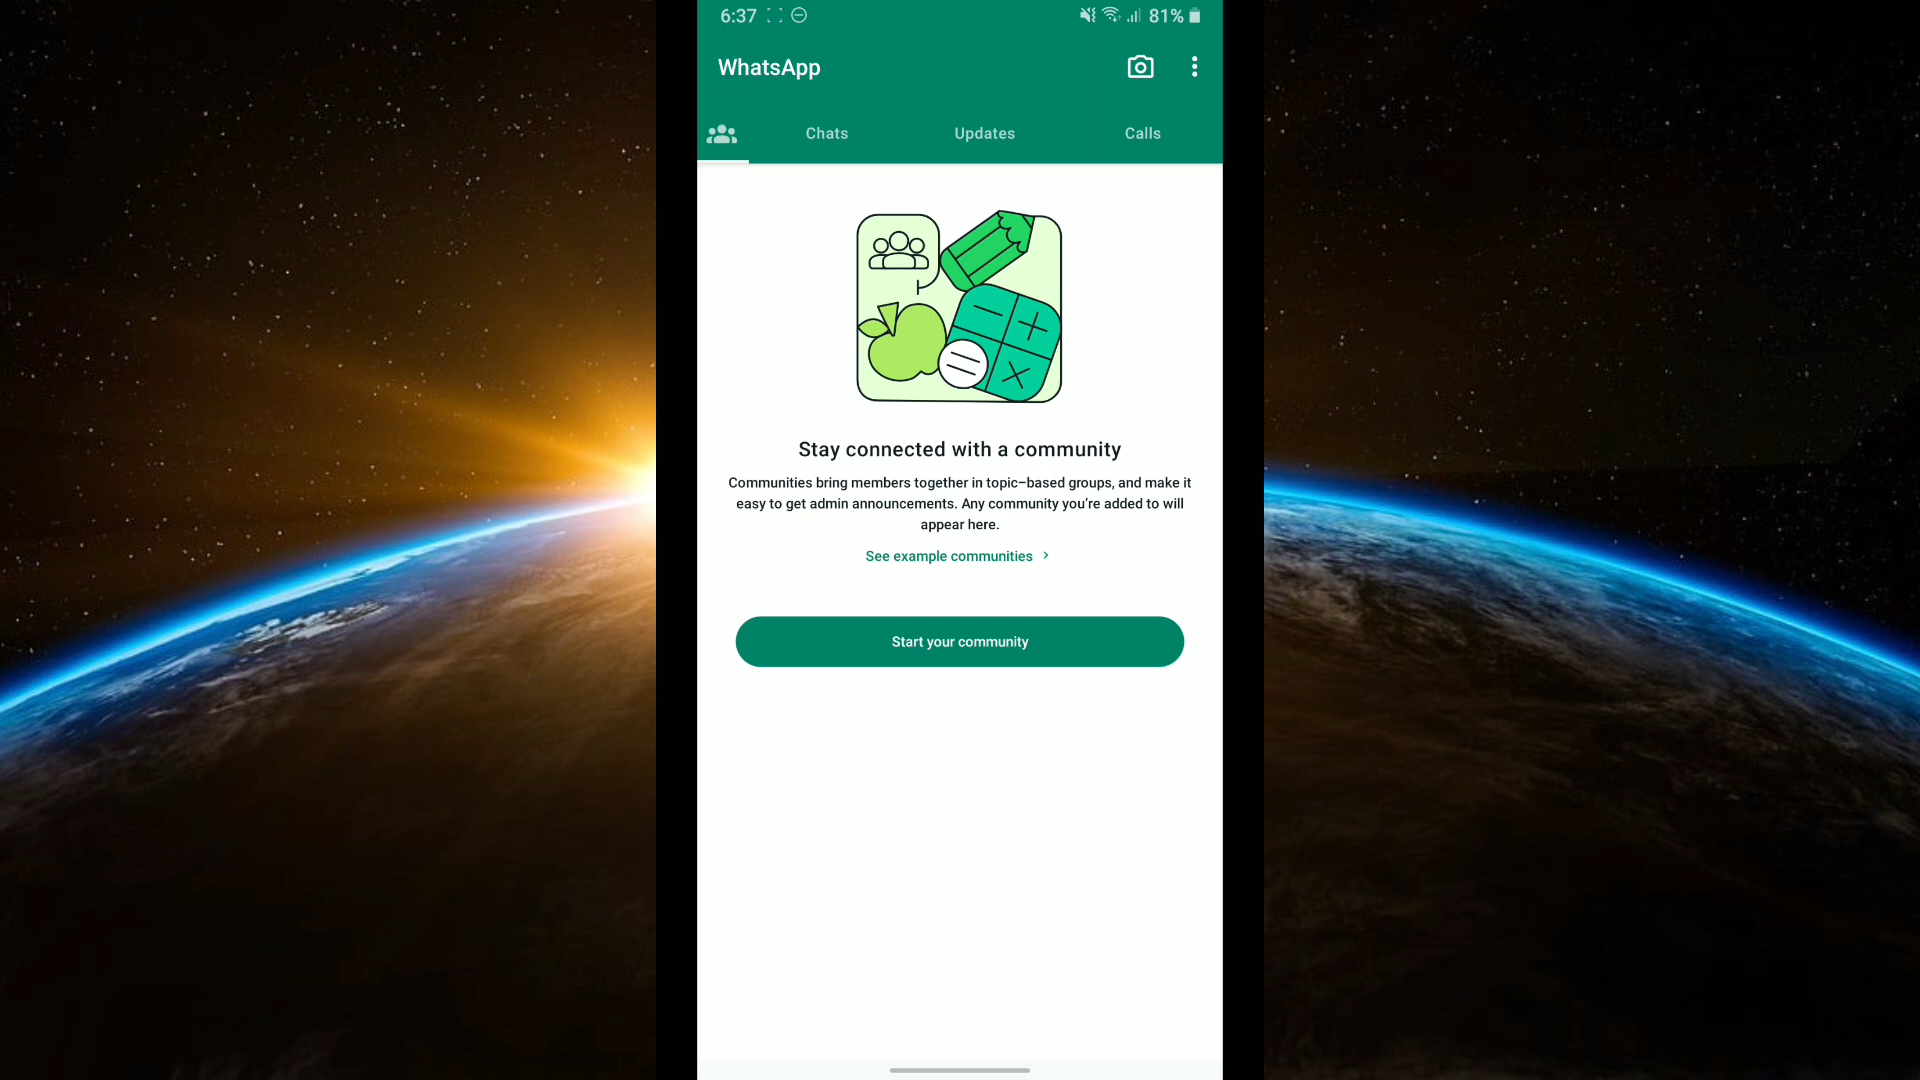 6:37 81%
WhatsApp
Chats Updates Calls
Stay connected with a community
Communities bring members together in topic–based groups, and make it
easy to get admin announcements. Any community you’re added to will
appear here.
See example communities
Start your community